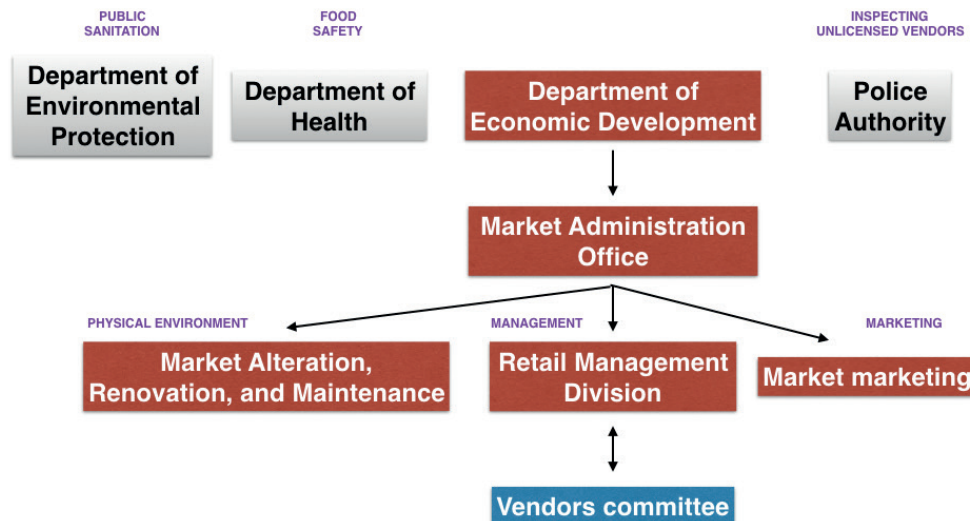 PUBLIC
SANITATION
FOOD
SAFETY
INSPECTING
UNLICENSED VENDORS
Department of
Environmental
Protection
Department of
Health
Department of
Economic Development
Police
Authority
Market Administration
Office
PHYSICAL ENVIRONMENT
MANAGEMENT
MARKETING
Market Alteration,
Renovation, and Maintenance
Retail Management
Division
Market marketing
Vendors committee